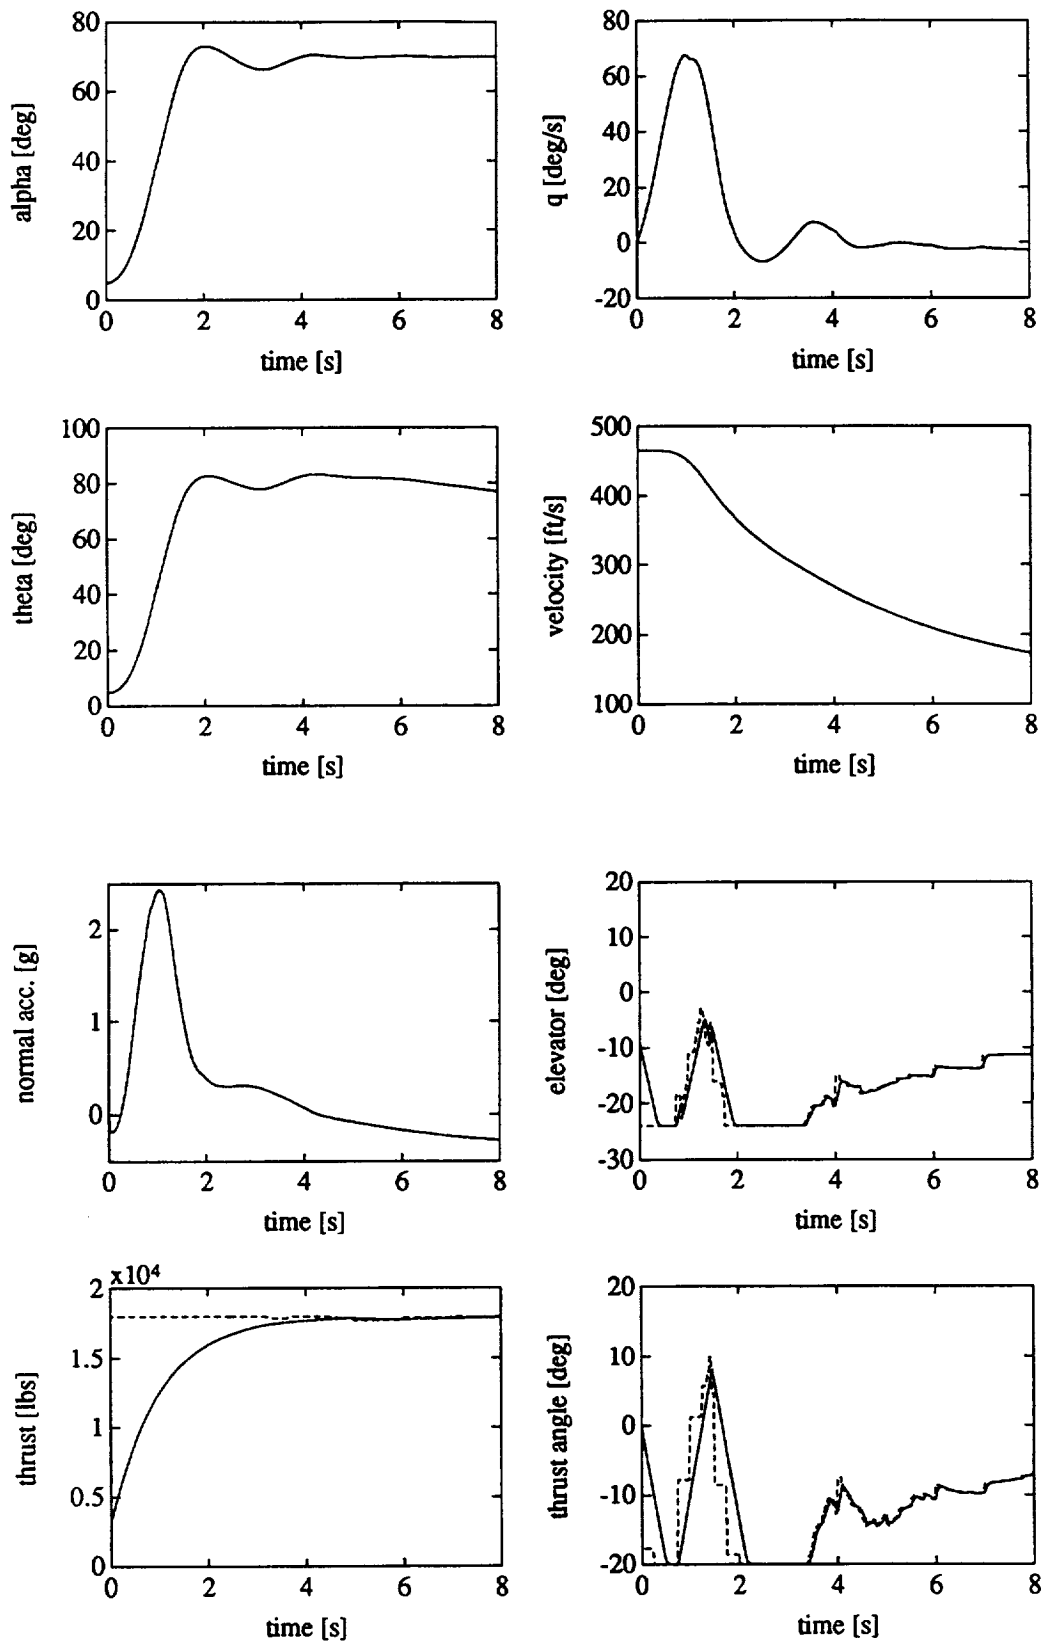 80
60
40
20
0
alpha [deg]
0 2 4 6 8
time [s]
80
60
40
20
0
-20
q [deg/s]
0 2 4 6 8
time [s]
100
80
60
40
20
0
theta [deg]
0 2 4 6 8
time [s]
500
400
300
200
100
velocity [ft/s]
0 2 4 6 8
time [s]
2
1
0
normal acc. [g]
0 2 4 6 8
time [s]
20
10
0
-10
-20
-30
elevator [deg]
0 2 4 6 8
time [s]
x10⁴
2
1.5
1
0.5
0
thrust [lbs]
0 2 4 6 8
time [s]
20
10
0
-10
-20
thrust angle [deg]
0 2 4 6 8
time [s]